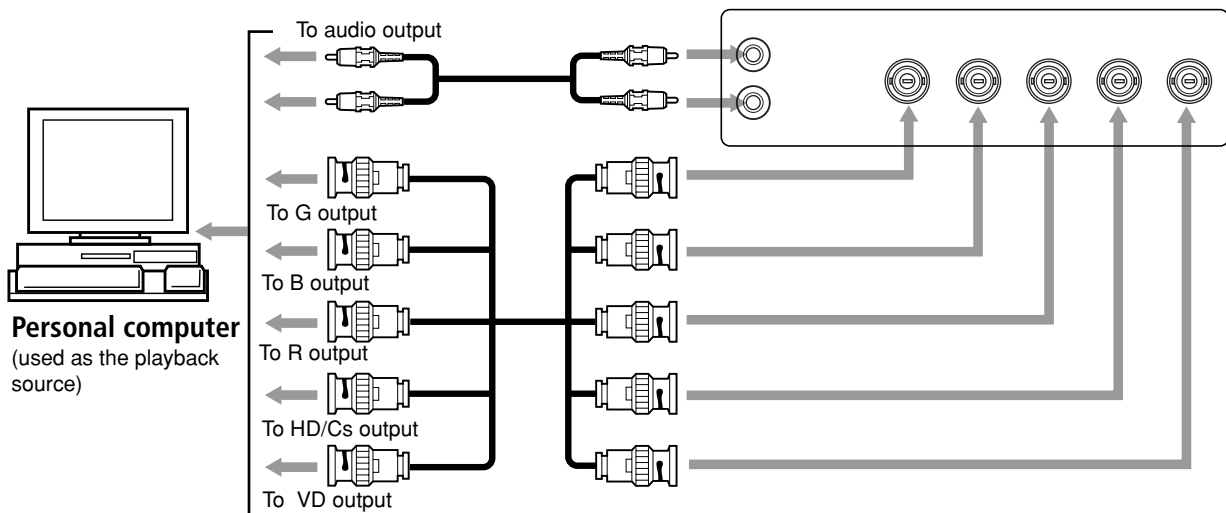 To audio output
To G output
To B output
To R output
To HD/Cs output
To VD output
Personal computer
(used as the playback
source)